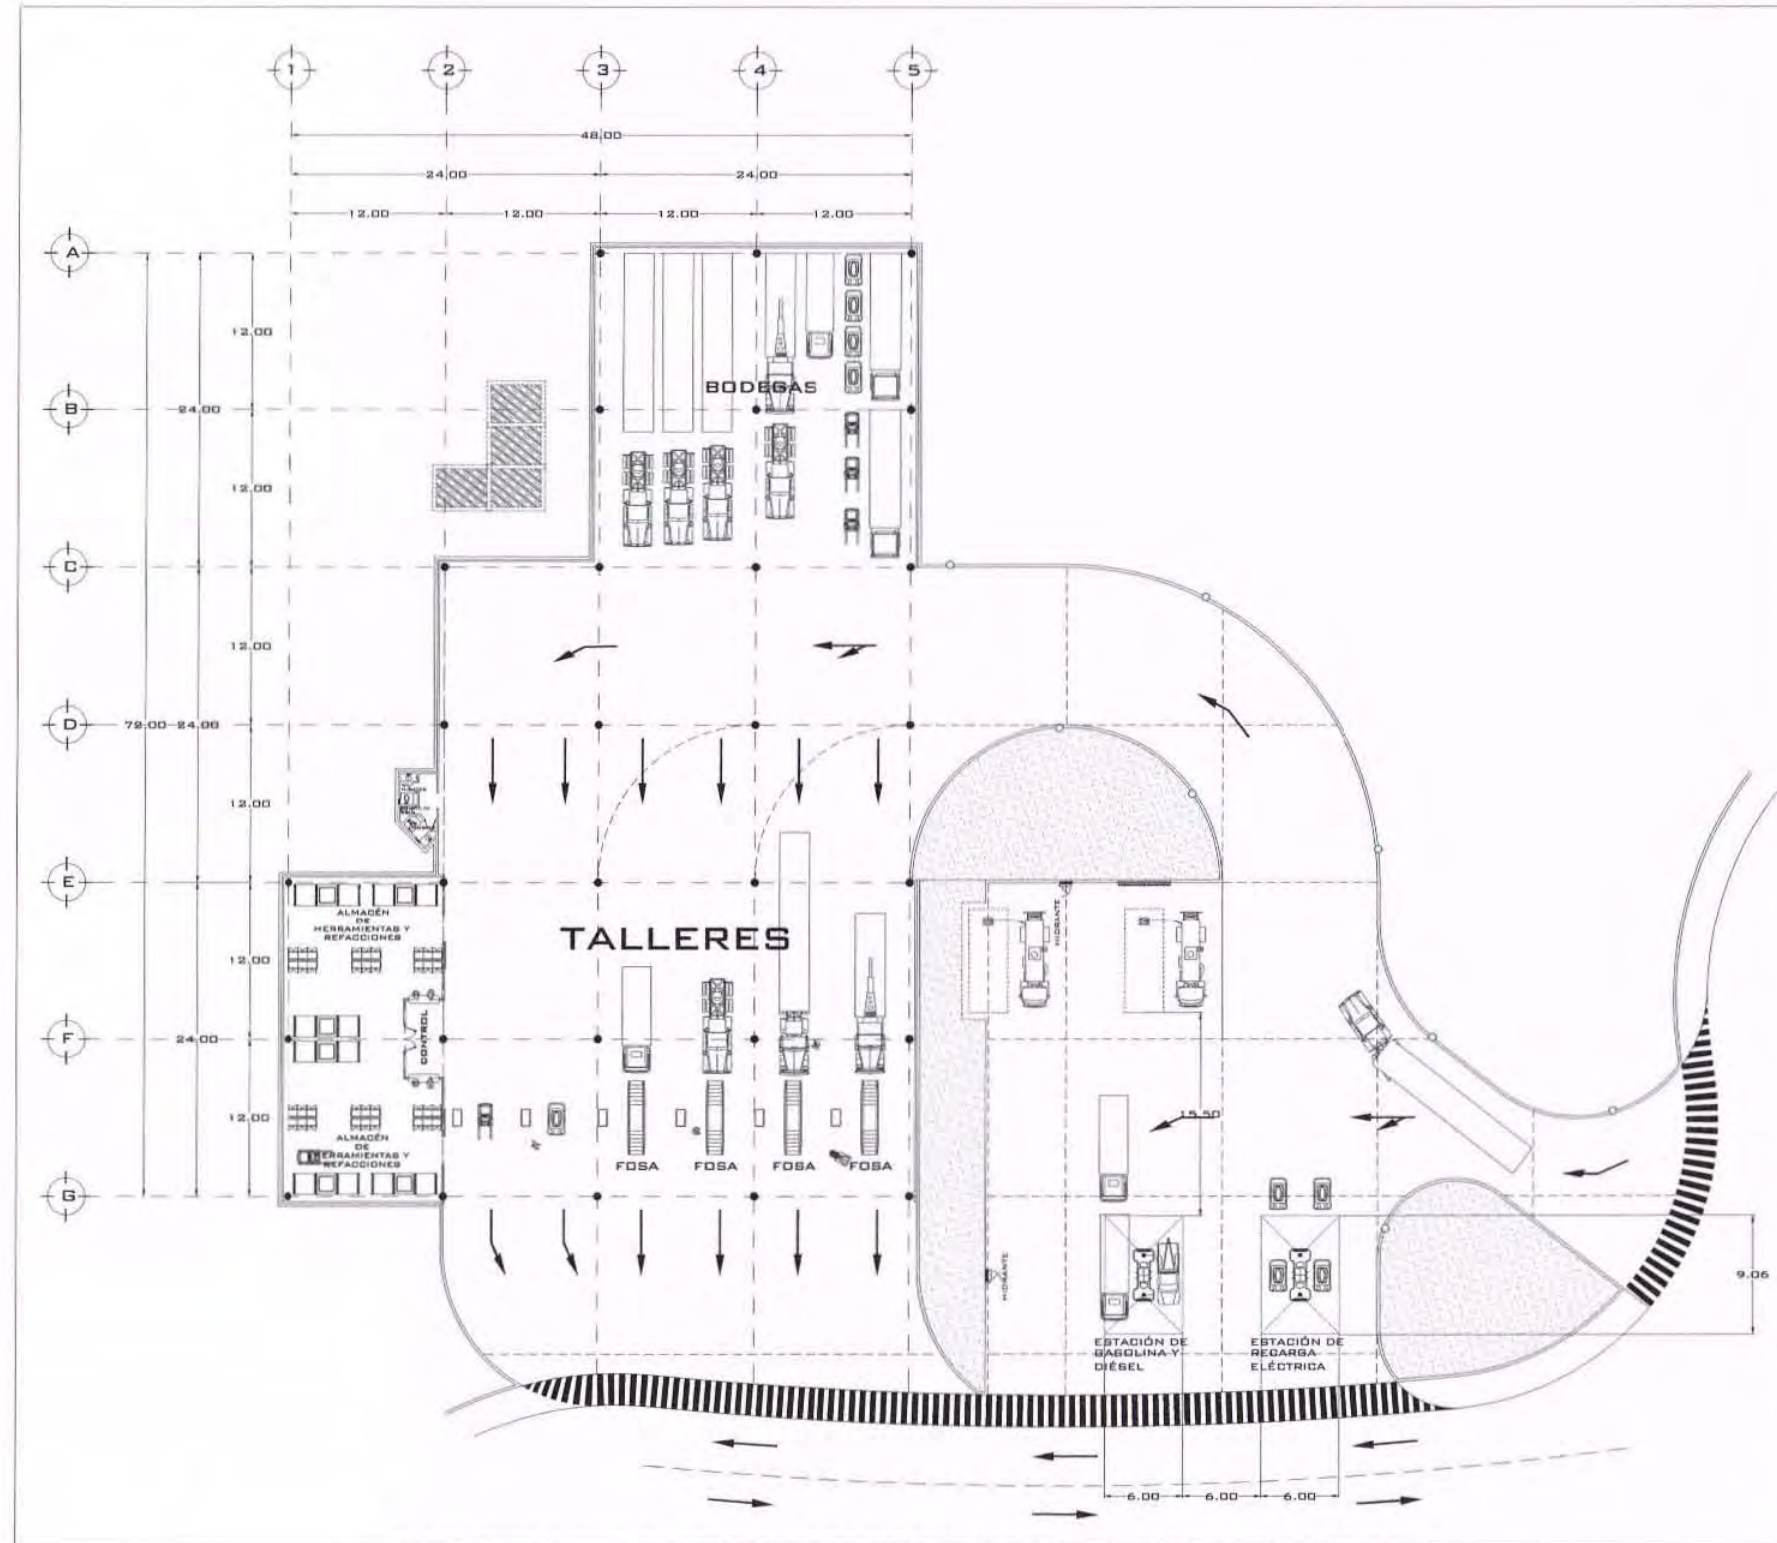 1 2 3 4 5
48.00
24.00 24.00
12.00 12.00 12.00 12.00
A
12.00
BODEGAS
B
24.00
12.00
C
12.00
D
72.00 24.00
12.00
E
ALMACÉN
DE
HERRAMIENTAS Y
REFACCIONES
TALLERES
HIDRANTE
12.00
CONTROL
F
24.00
15.50
12.00
ALMACÉN
DE
HERRAMIENTAS Y
REFACCIONES
FOSA FOSA FOSA FOSA
G
HIDRANTE
9.06
ESTACIÓN DE
GASOLINA Y
DIÉSEL
ESTACIÓN DE
RECARGA
ELÉCTRICA
6.00 6.00 6.00